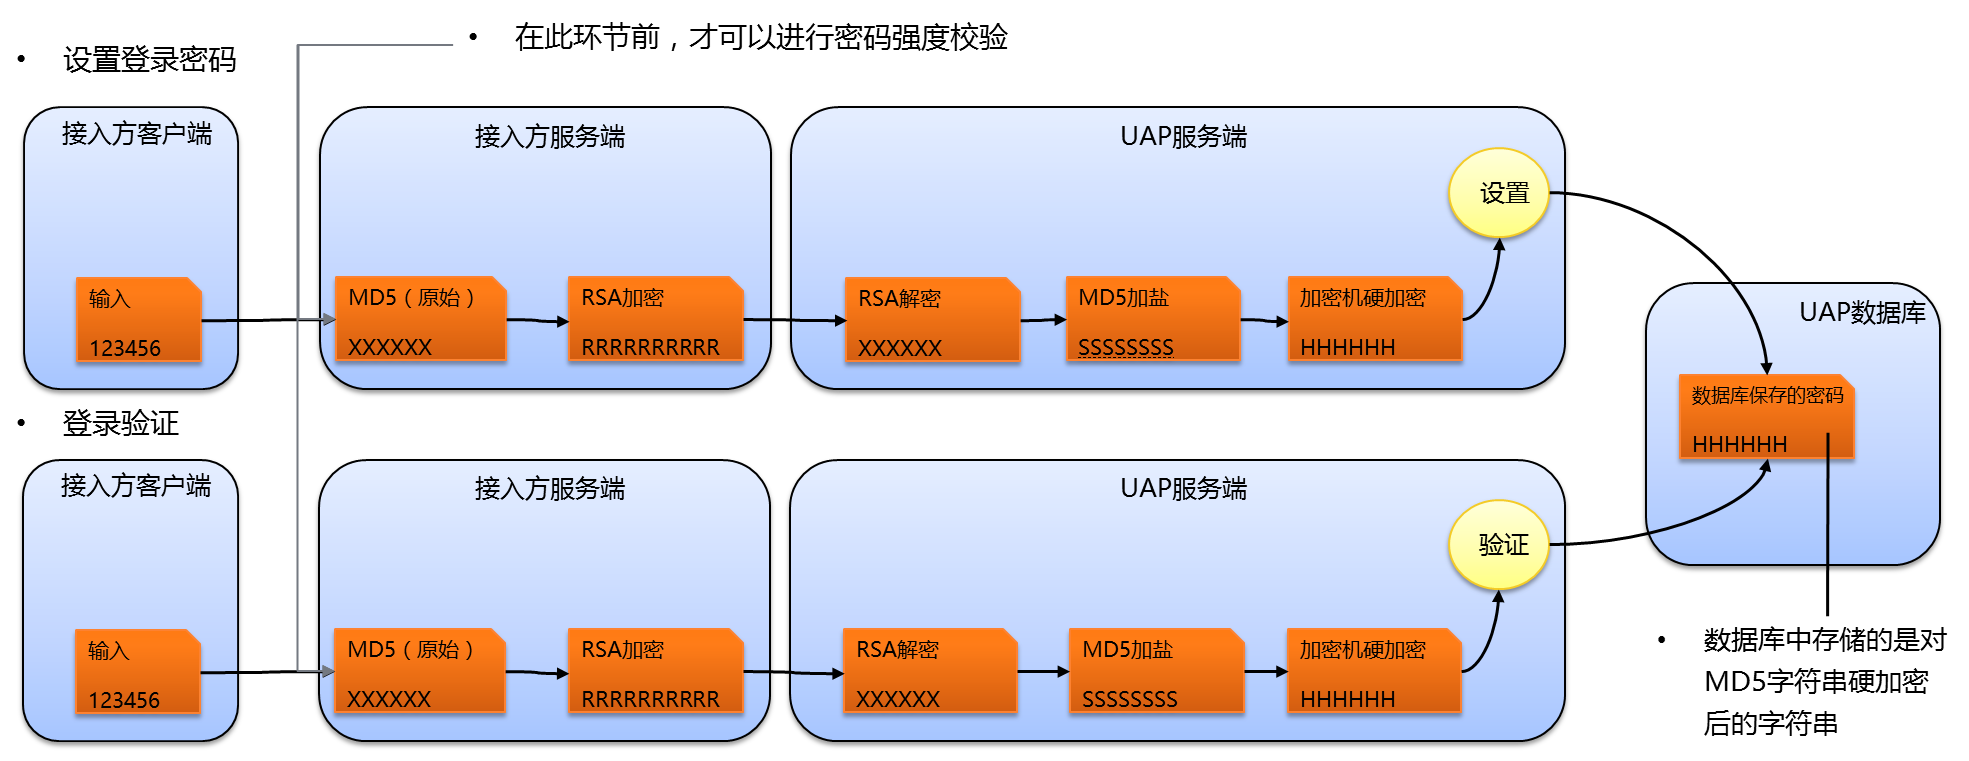 • 在此环节前，才可以进行密码强度校验
• 设置登录密码
接入方客户端
接入方服务端
UAP服务端
设置
输入
123456
MD5（原始）
XXXXXX
RSA加密
RRRRRRRRRR
RSA解密
XXXXXX
MD5加盐
SSSSSSSS
加密机硬加密
HHHHHH
UAP数据库
数据库保存的密码
HHHHHH
• 登录验证
接入方客户端
接入方服务端
UAP服务端
验证
输入
123456
MD5（原始）
XXXXXX
RSA加密
RRRRRRRRRR
RSA解密
XXXXXX
MD5加盐
SSSSSSSS
加密机硬加密
HHHHHH
• 数据库中存储的是对
MD5字符串硬加密
后的字符串